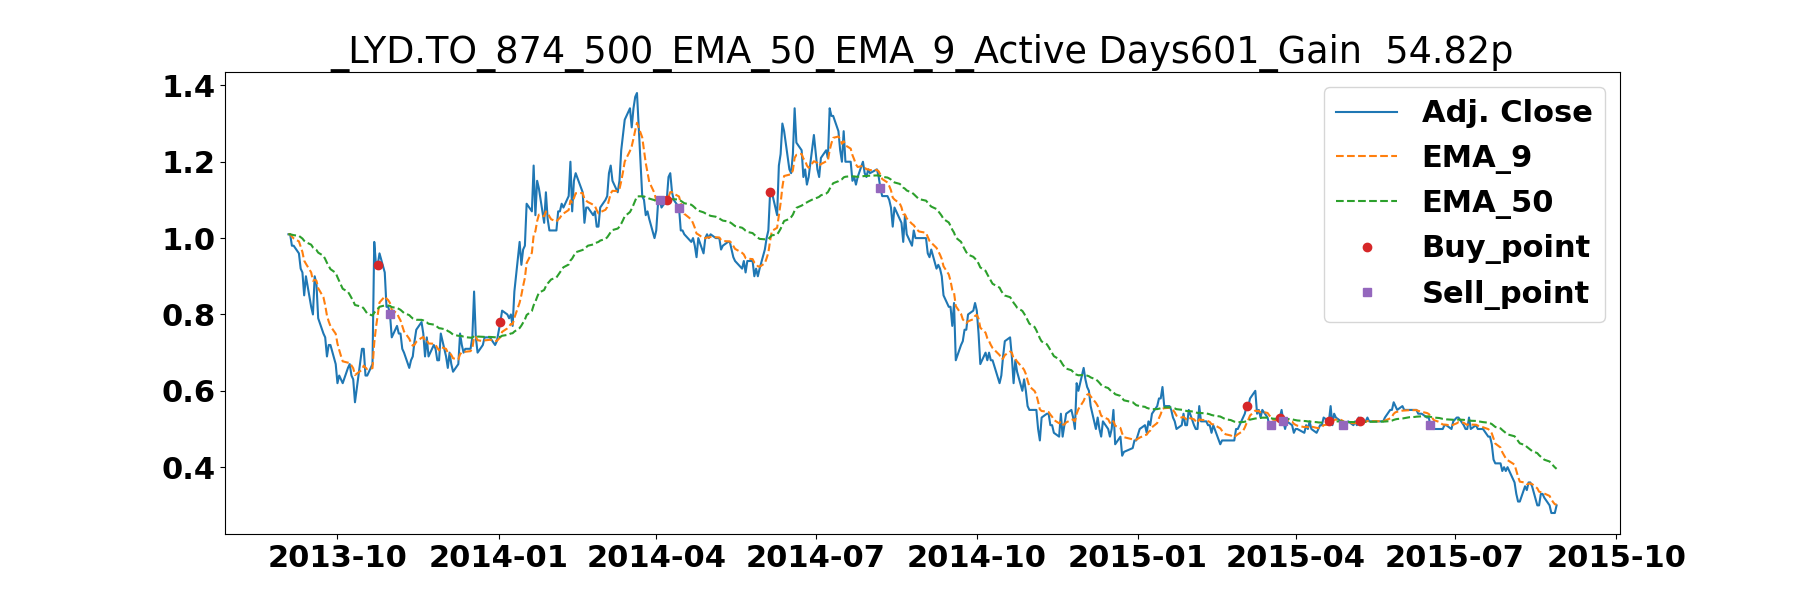 _LYD.TO_874_500_EMA_50_EMA_9_Active Days601_Gain  54.82p
1.4
1.2
1.0
0.8
0.6
0.4
Adj. Close
EMA_9
EMA_50
Buy_point
Sell_point
2013-10 2014-01 2014-04 2014-07 2014-10 2015-01 2015-04 2015-07 2015-10